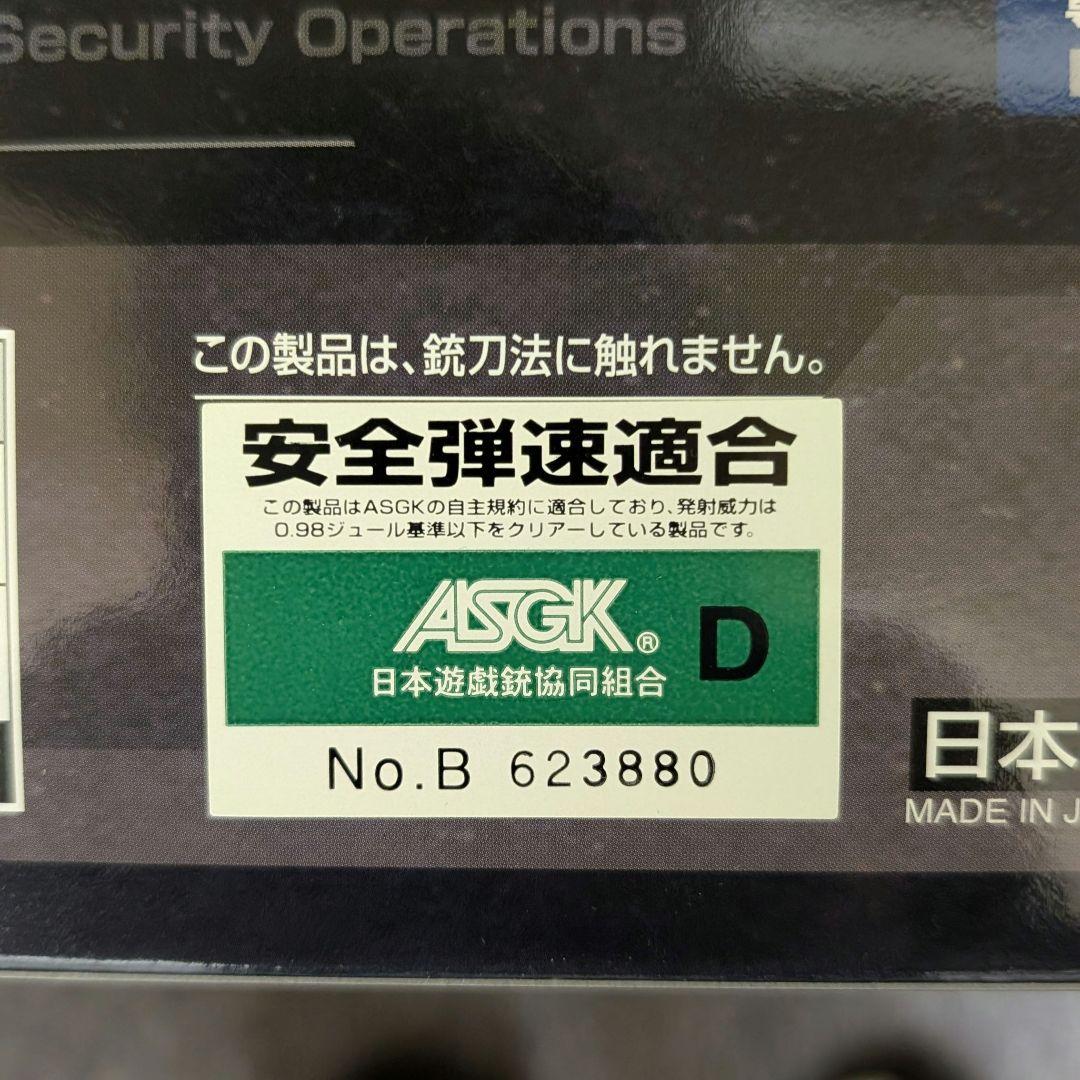 Security Operations
この製品は、銃刀法に触れません。
安全弾速適合
この製品はASGKの自主規約に適合しており、発射威力は
0.98ジュール基準以下をクリアーしている製品です。
ASGK®
D
日本遊戯銃協同組合
No.B 623880
日本
MADE IN J